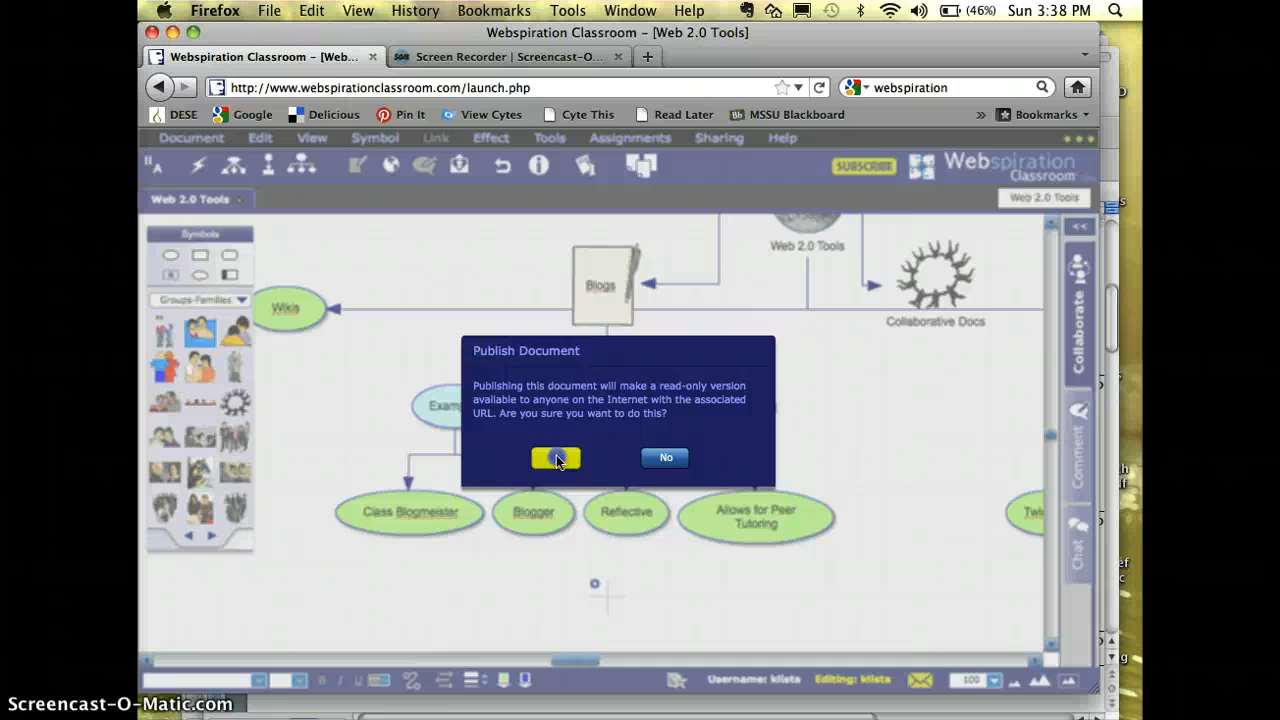 Firefox File Edit View History Bookmarks Tools Window Help (46%) Sun 3:38 PM
Webspiration Classroom - [Web 2.0 Tools]
Webspiration Classroom - [Web... Screen Recorder | Screencast-O...
http://www.webspirationclassroom.com/launch.php webspiration
DESE Google Delicious Pin It View Cytes Cyte This Read Later MSSU Blackboard » Bookmarks
Document Edit View Symbol Link Effect Tools Assignments Sharing Help
SUBSCRIBE Webspiration
Classroom
Web 2.0 Tools Web 2.0 Tools
Symbols <<
Groups-Families
Web 2.0 Tools
Blogs
Wikis
Collaborative Docs
Collaborate
Publish Document
Publishing this document will make a read-only version
available to anyone on the Internet with the associated
URL. Are you sure you want to do this?
No
Exam
Comment
Class Blogmeister Blogger Reflective Allows for Peer
Tutoring
Twi
Chat
Username: klista Editing: klista 100
Screencast-O-Matic.com